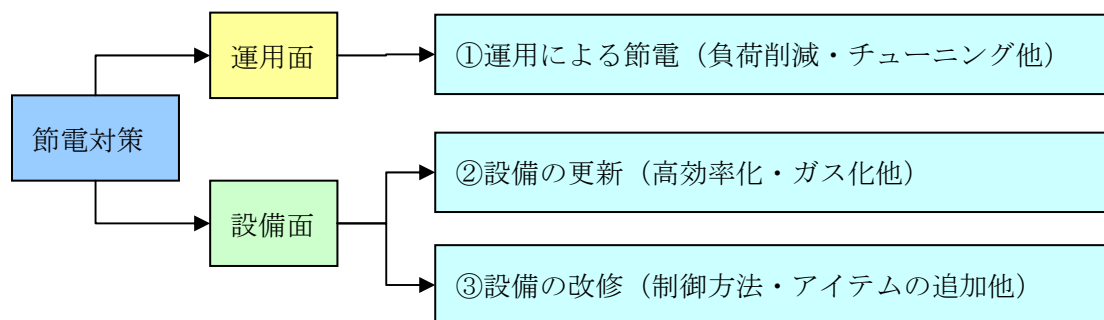 節電対策
運用面
①運用による節電（負荷削減・チューニング他）
設備面
②設備の更新（高効率化・ガス化他）
③設備の改修（制御方法・アイテムの追加他）